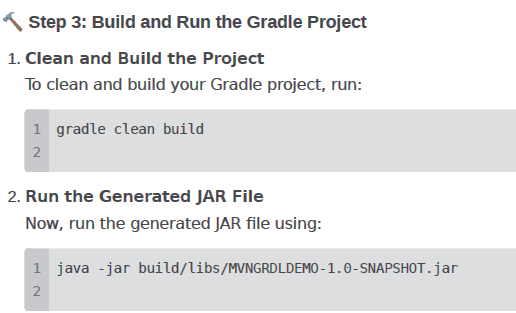 🔨 Step 3: Build and Run the Gradle Project
1. Clean and Build the Project
To clean and build your Gradle project, run:
1 gradle clean build
2
2. Run the Generated JAR File
Now, run the generated JAR file using:
1 java -jar build/libs/MVNGRDLDEMO-1.0-SNAPSHOT.jar
2